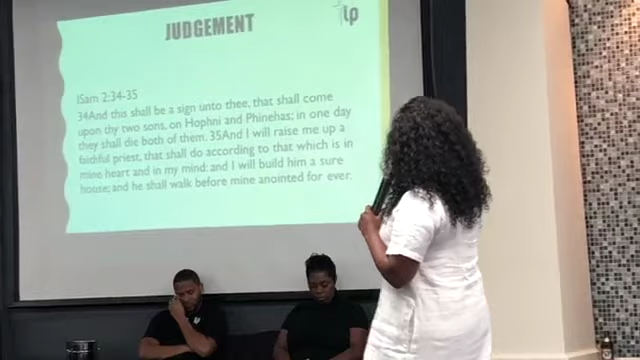 JUDGEMENT
lp
ISam 2:34-35
34And this shall be a sign unto thee, that shall come
upon thy two sons, on Hophni and Phinehas; in one day
they shall die both of them. 35And I will raise me up a
faithful priest, that shall do according to that which is in
mine heart and in my mind: and I will build him a sure
house; and he shall walk before mine anointed for ever.